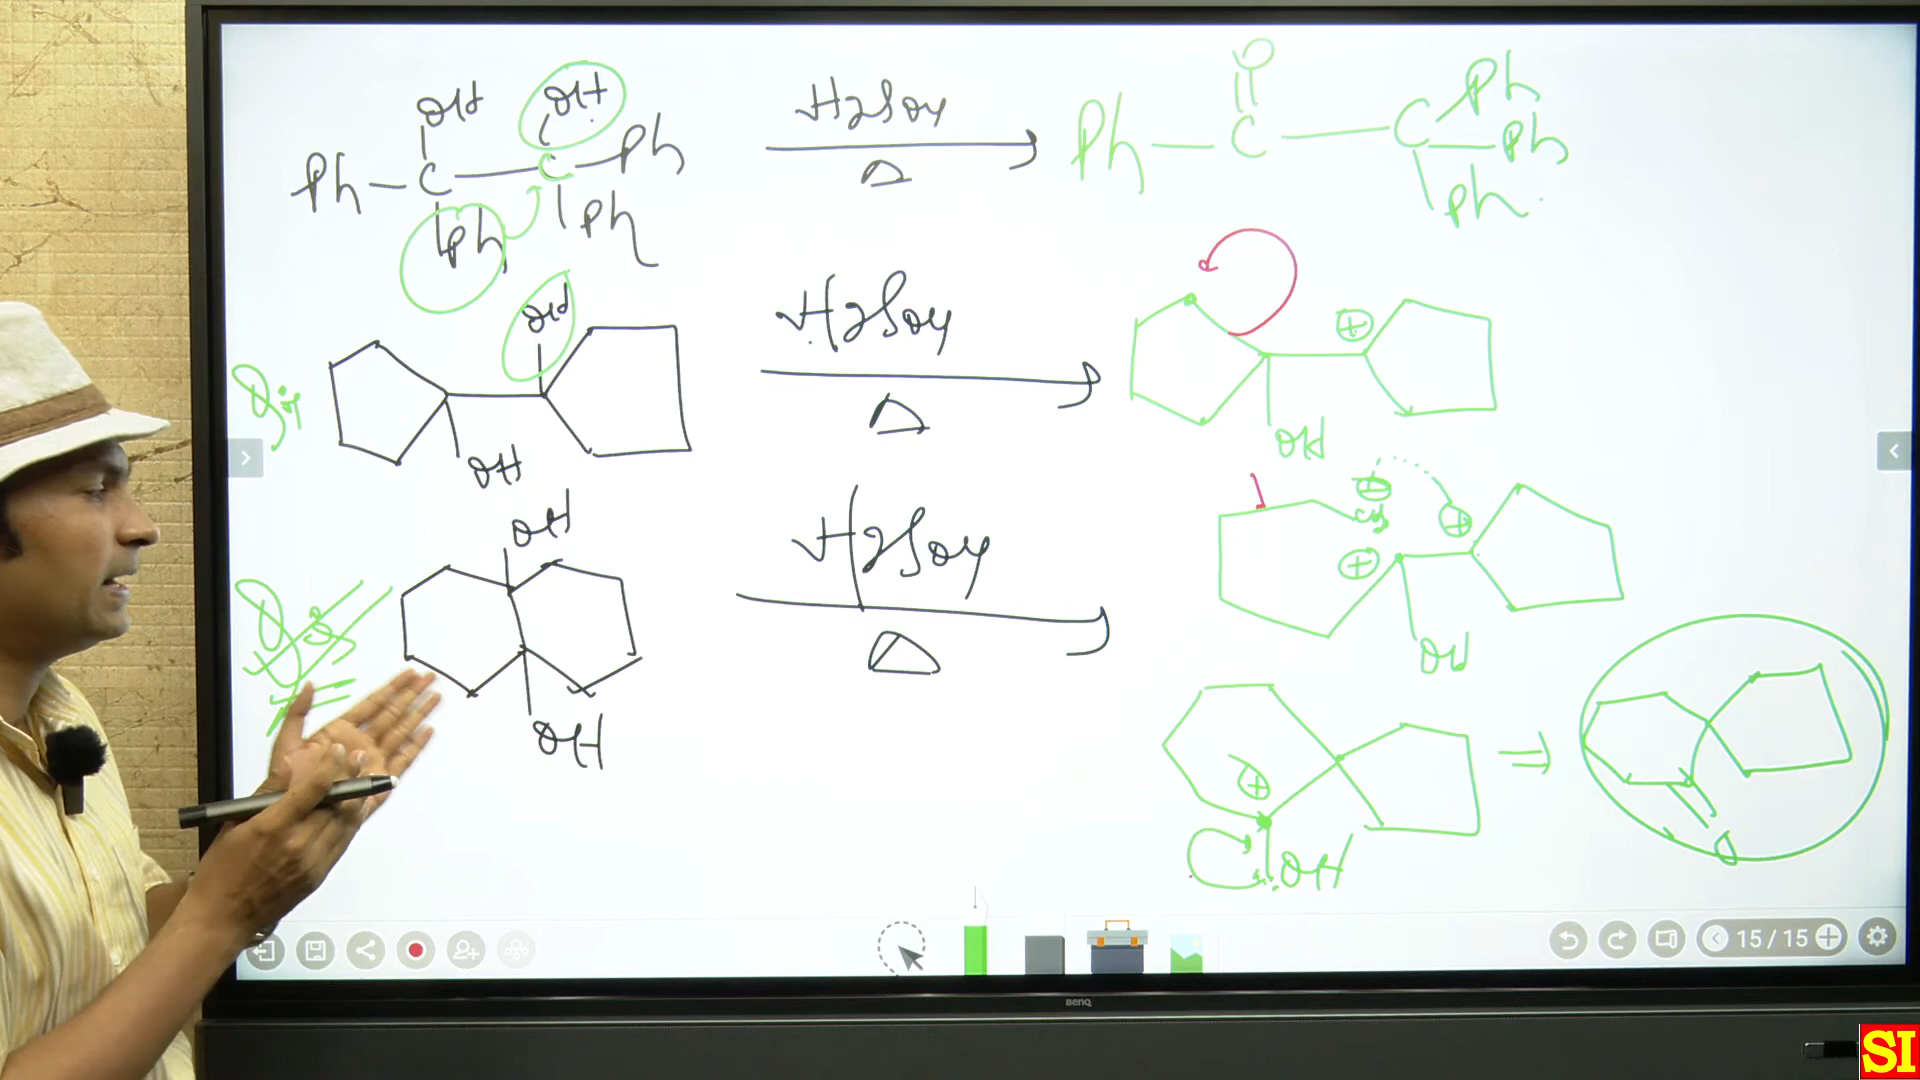 OH OH H2SO4 O
Ph — C — C — Ph Δ Ph — C — C Ph
Ph Ph Ph
Ph
OH H2SO4 ⊕
Q
OH Δ OH
OH H2SO4 ⊕ ⊕
⊕
Q Δ OH
OH ⊕ ⇒
OH O
15 / 15
BenQ
SI